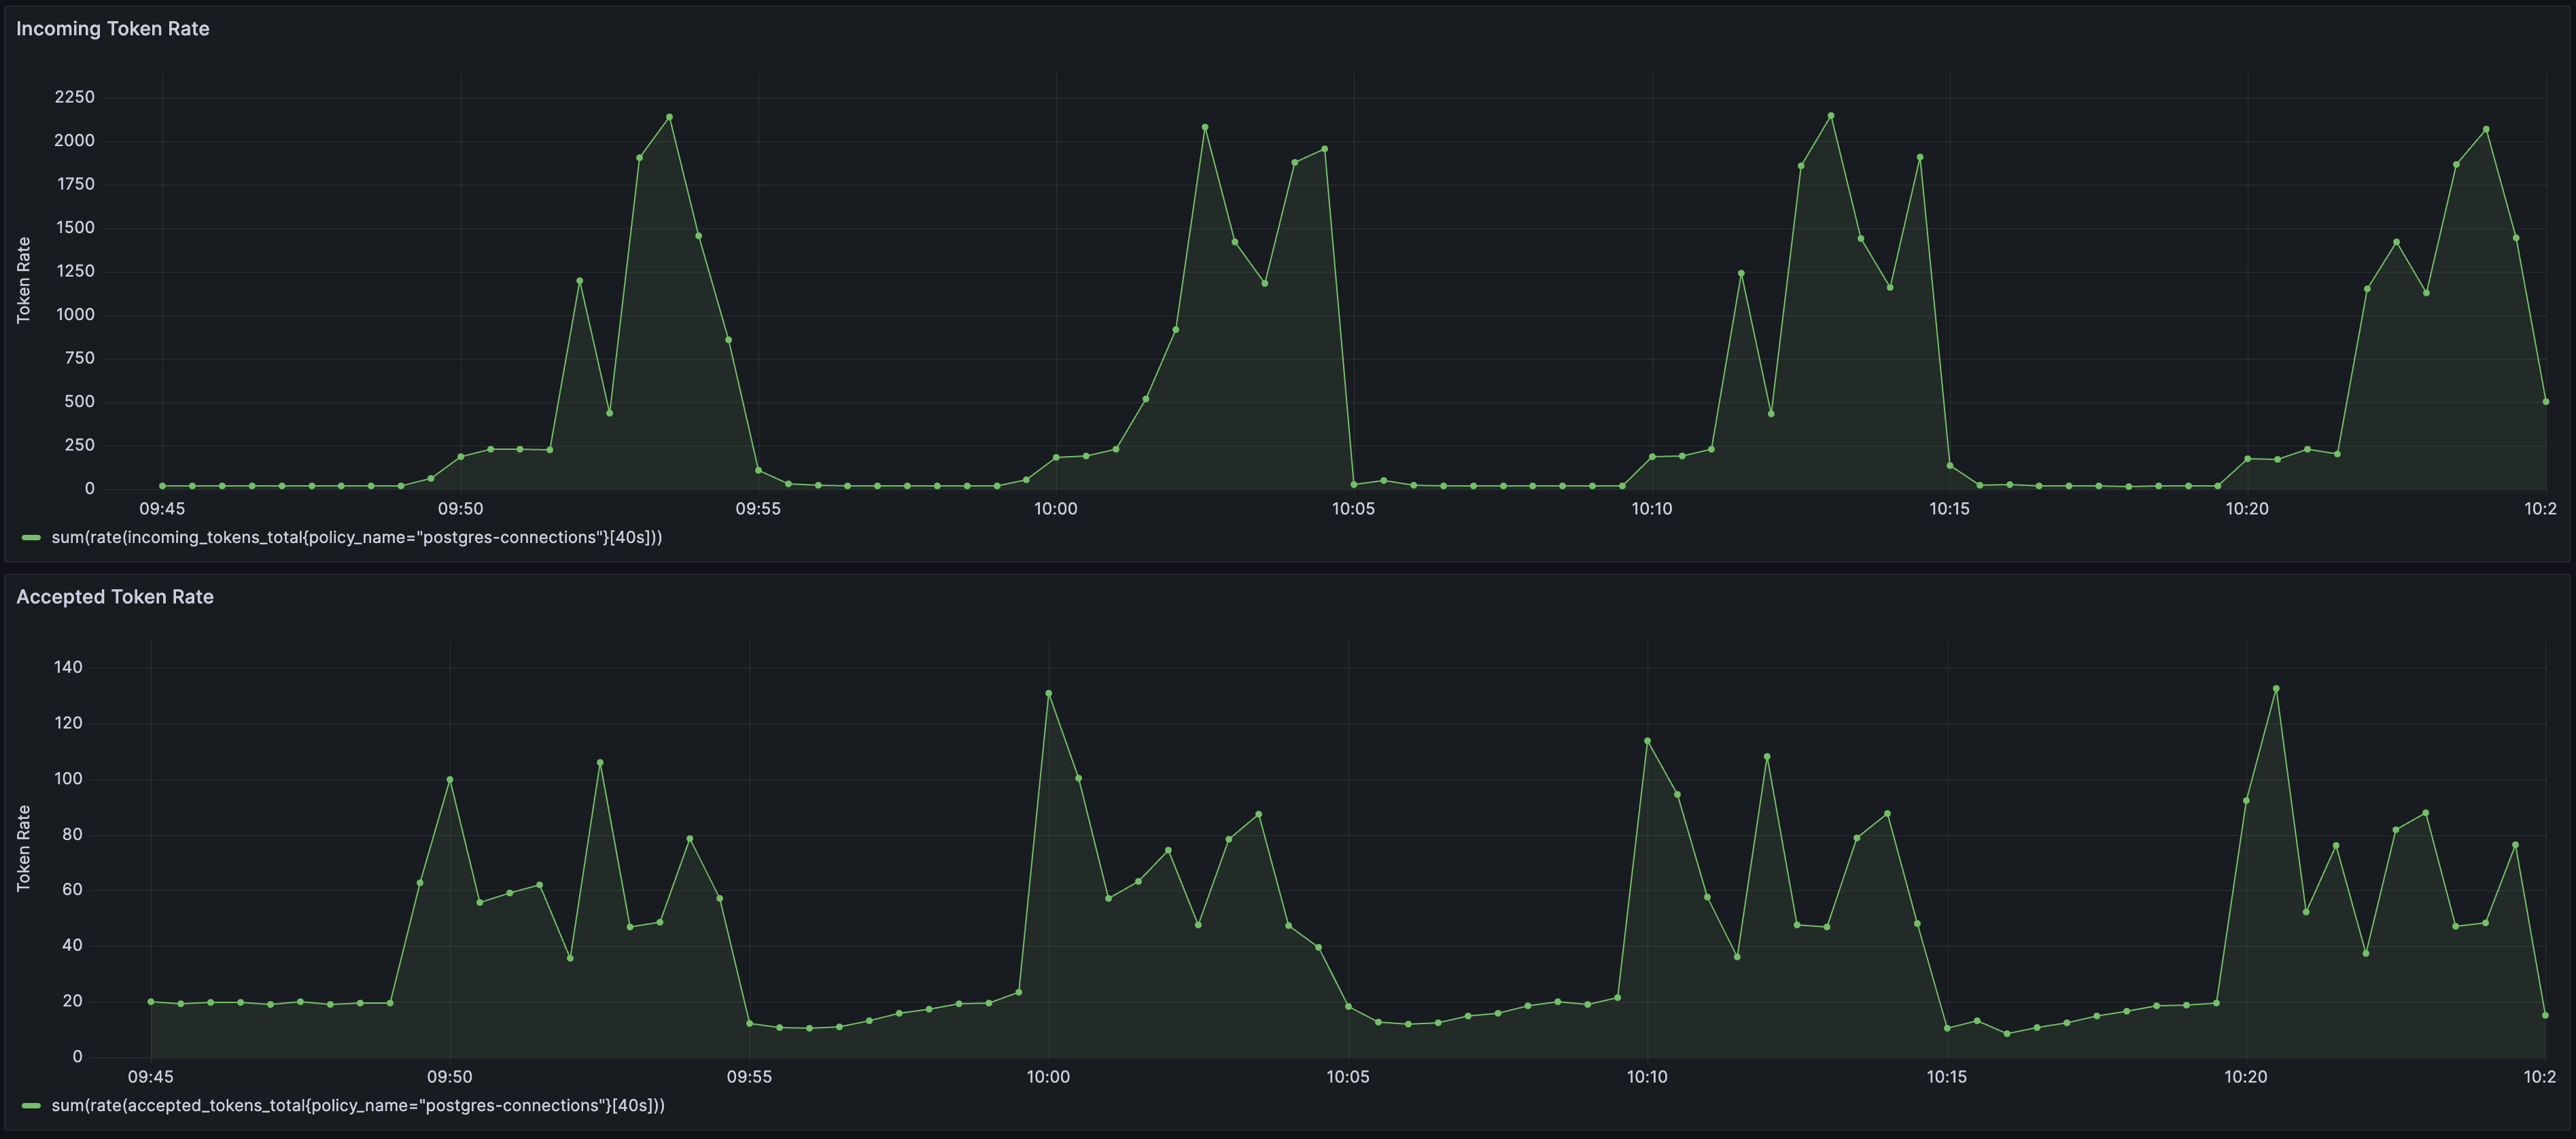 Incoming Token Rate
Token Rate
2250
2000
1750
1500
1250
1000
750
500
250
0
09:45 09:50 09:55 10:00 10:05 10:10 10:15 10:20 10:2
sum(rate(incoming_tokens_total{policy_name="postgres-connections"}[40s]))
Accepted Token Rate
Token Rate
140
120
100
80
60
40
20
0
09:45 09:50 09:55 10:00 10:05 10:10 10:15 10:20 10:2
sum(rate(accepted_tokens_total{policy_name="postgres-connections"}[40s]))